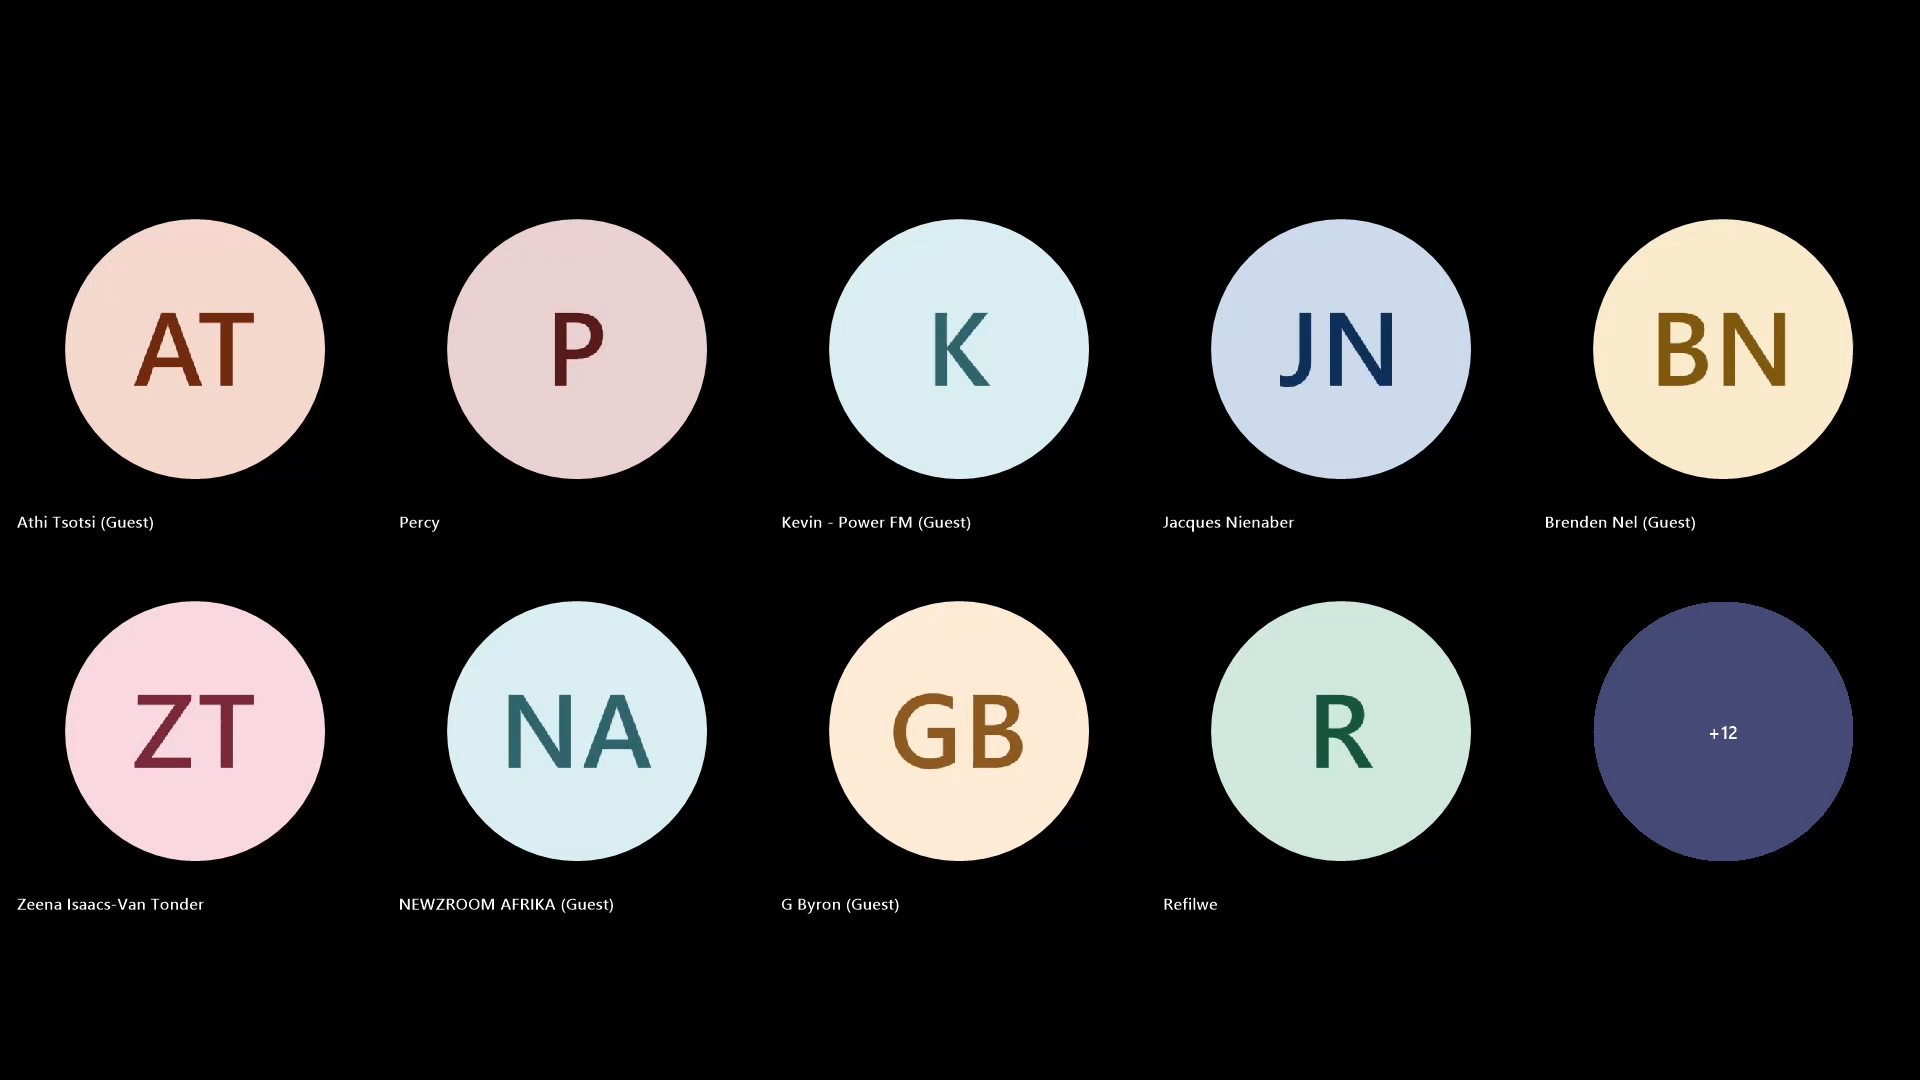 AT
P
K
JN
BN
Athi Tsotsi (Guest)
Percy
Kevin - Power FM (Guest)
Jacques Nienaber
Brenden Nel (Guest)
ZT
NA
GB
R
+12
Zeena Isaacs-Van Tonder
NEWZROOM AFRIKA (Guest)
G Byron (Guest)
Refilwe